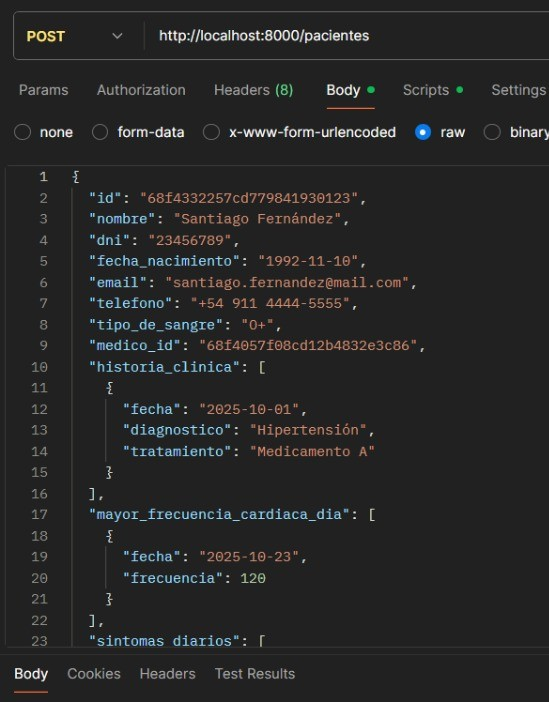 POST http://localhost:8000/pacientes
Params Authorization Headers (8) Body Scripts Settings
none form-data x-www-form-urlencoded raw binary
1 {
2 "id": "68f4332257cd779841930123",
3 "nombre": "Santiago Fernández",
4 "dni": "23456789",
5 "fecha_nacimiento": "1992-11-10",
6 "email": "santiago.fernandez@mail.com",
7 "telefono": "+54 911 4444-5555",
8 "tipo_de_sangre": "O+",
9 "medico_id": "68f4057f08cd12b4832e3c86",
10 "historia_clinica": [
11 {
12 "fecha": "2025-10-01",
13 "diagnostico": "Hipertensión",
14 "tratamiento": "Medicamento A"
15 }
16 ],
17 "mayor_frecuencia_cardiaca_dia": [
18 {
19 "fecha": "2025-10-23",
20 "frecuencia": 120
21 }
22 ],
23 "sintomas_diarios": [
Body Cookies Headers Test Results